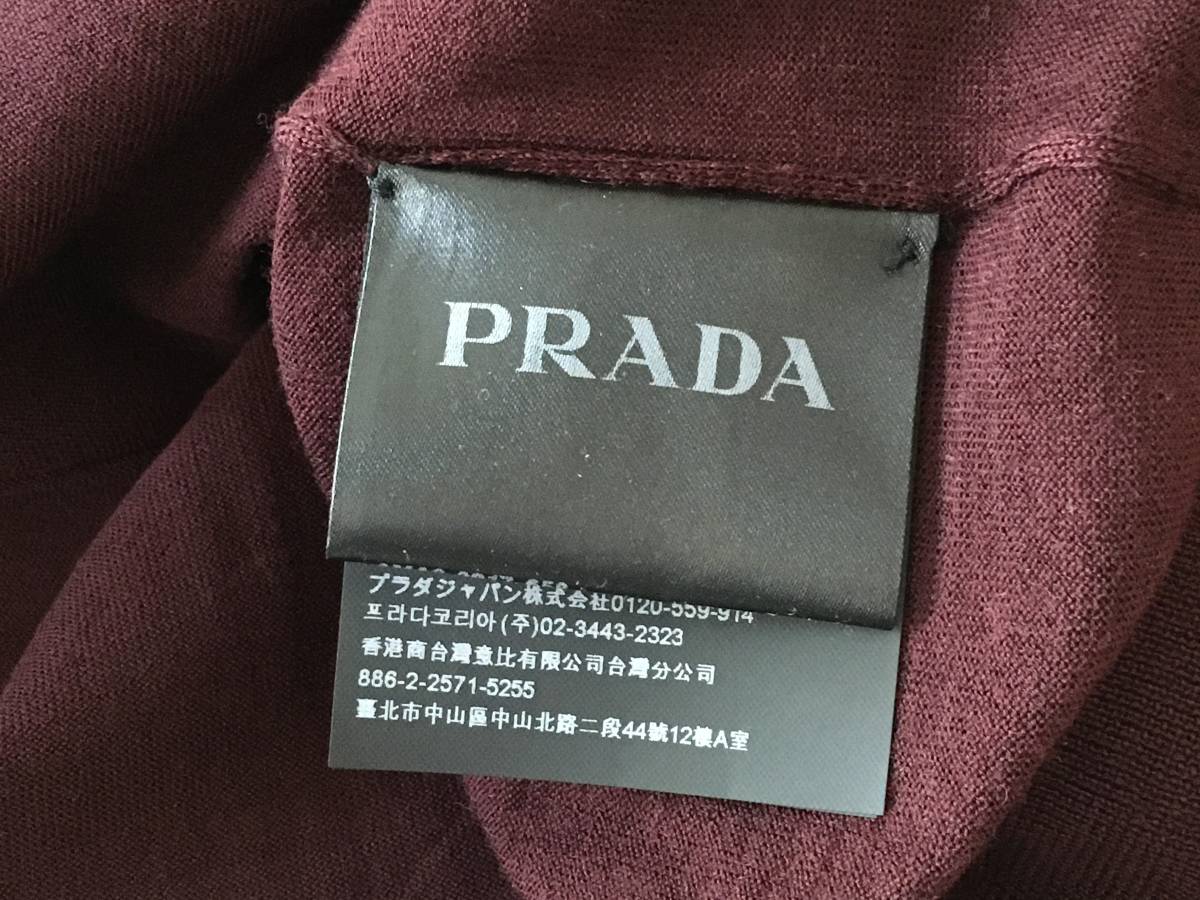 PRADA
プラダジャパン株式会社0120-559-914
프라다코리아(주)02-3443-2323
香港商台灣意比有限公司台灣分公司
886-2-2571-5255
臺北市中山區中山北路二段44號12樓A室